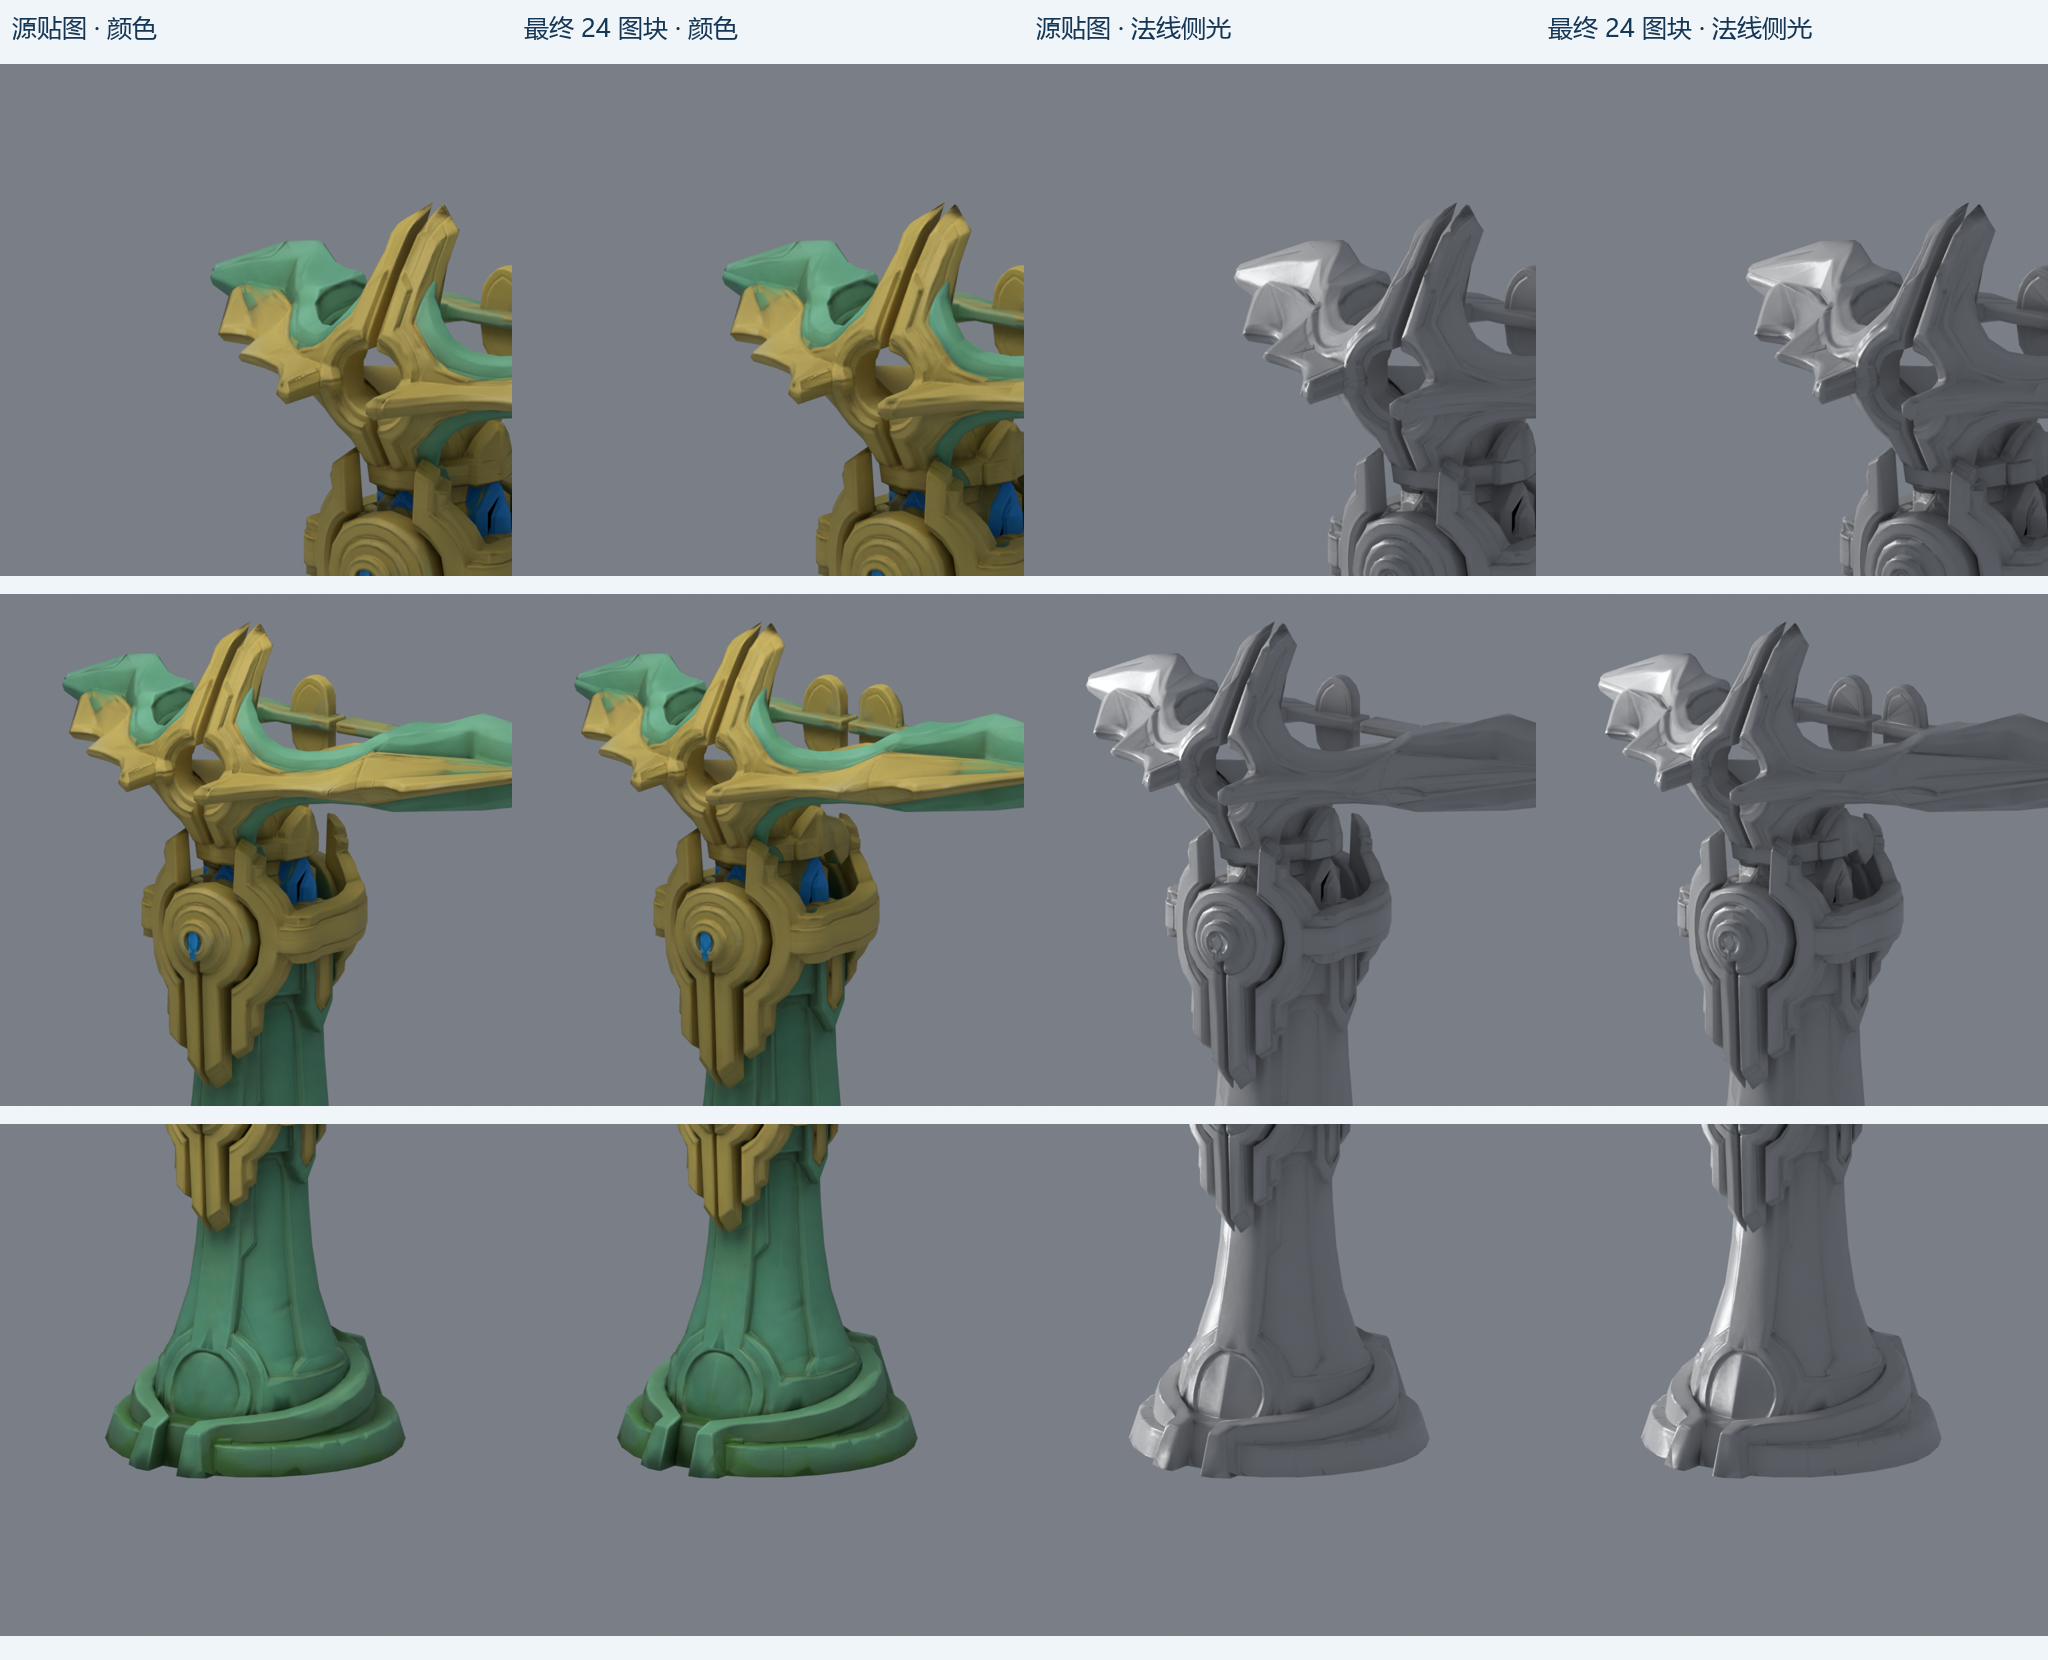 源贴图 · 颜色
最终 24 图块 · 颜色
源贴图 · 法线侧光
最终 24 图块 · 法线侧光